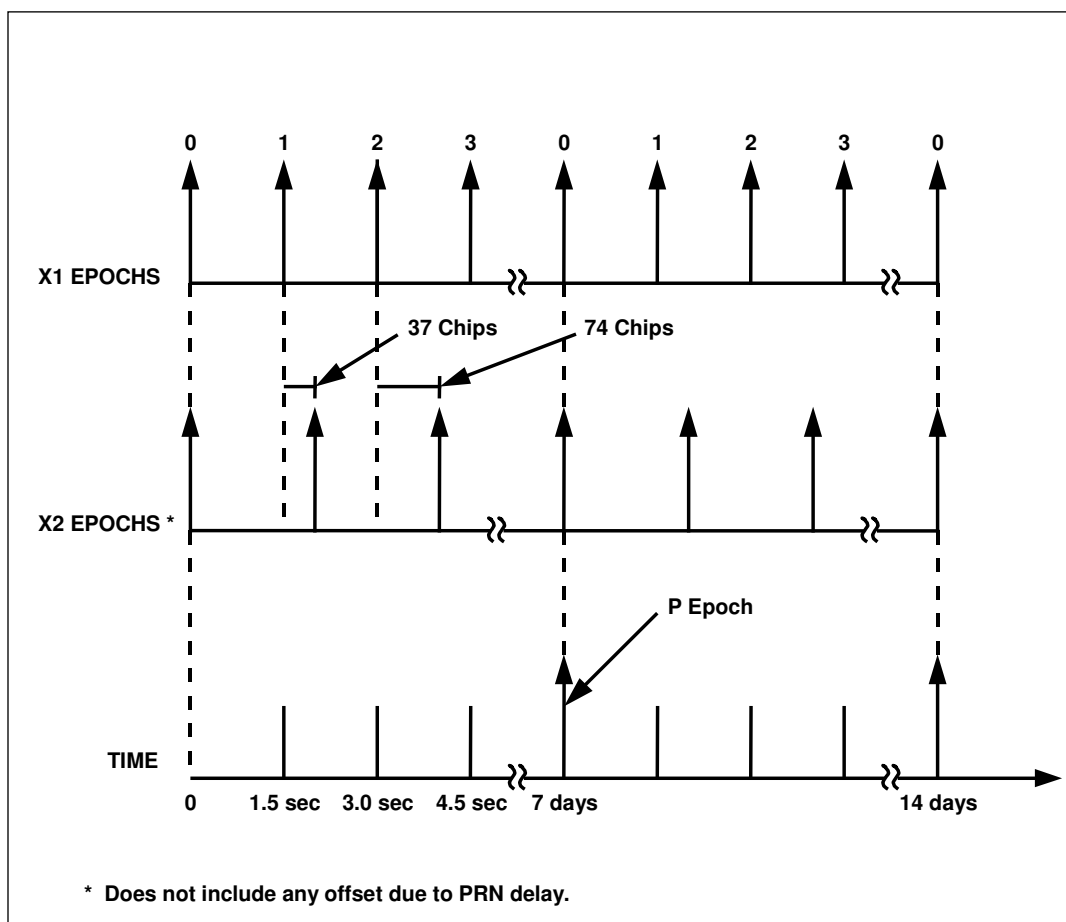 0 1 2 3 0 1 2 3 0
X1 EPOCHS
37 Chips 74 Chips
X2 EPOCHS *
P Epoch
TIME
0 1.5 sec 3.0 sec 4.5 sec 7 days 14 days
* Does not include any offset due to PRN delay.